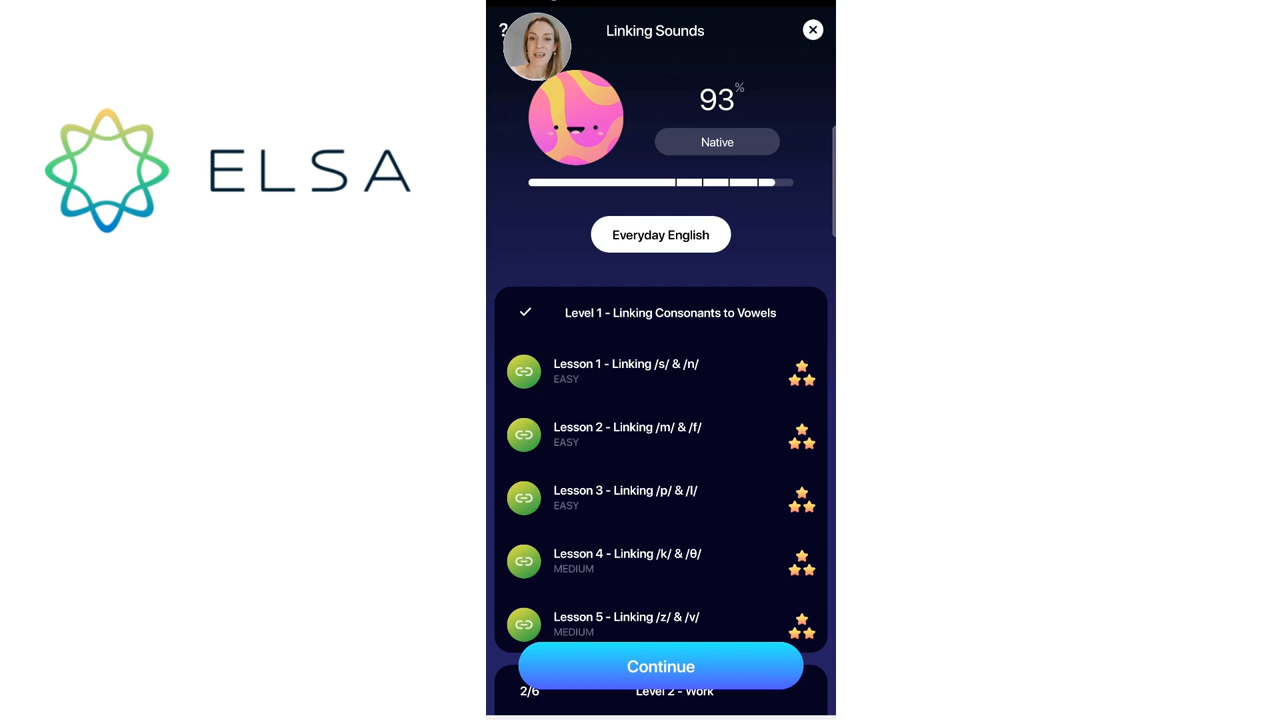 ELSA
?
Linking Sounds
93%
Native
Everyday English
Level 1 - Linking Consonants to Vowels
Lesson 1 - Linking /s/ & /n/
EASY
Lesson 2 - Linking /m/ & /f/
EASY
Lesson 3 - Linking /p/ & /l/
EASY
Lesson 4 - Linking /k/ & /θ/
MEDIUM
Lesson 5 - Linking /z/ & /v/
MEDIUM
Continue
2/6
Level 2 - Work